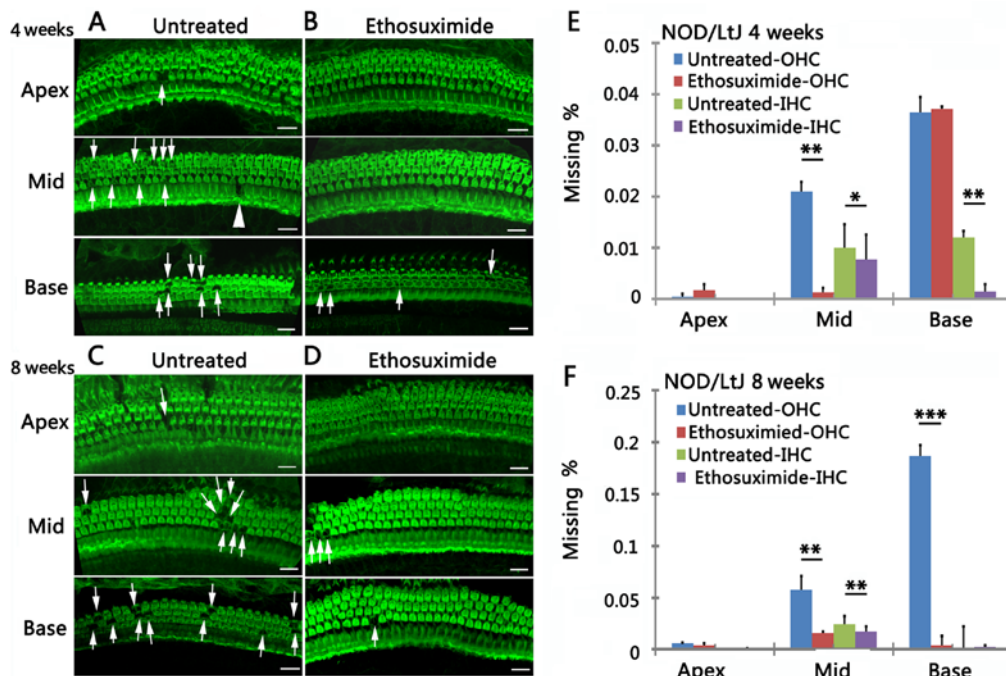 A
B
4 weeks
Untreated
Ethosuximide
Apex
Mid
Base
C
D
8 weeks
Untreated
Ethosuximide
Apex
Mid
Base
E
NOD/LtJ 4 weeks
Untreated-OHC
Ethosuximide-OHC
Untreated-IHC
Ethosuximide-IHC
Missing %
0.05
0.04
0.03
0.02
0.01
0
**
*
**
Apex
Mid
Base
F
NOD/LtJ 8 weeks
Untreated-OHC
Ethosuximied-OHC
Untreated-IHC
Ethosuximide-IHC
Missing %
0.25
0.2
0.15
0.1
0.05
0
**
**
***
Apex
Mid
Base